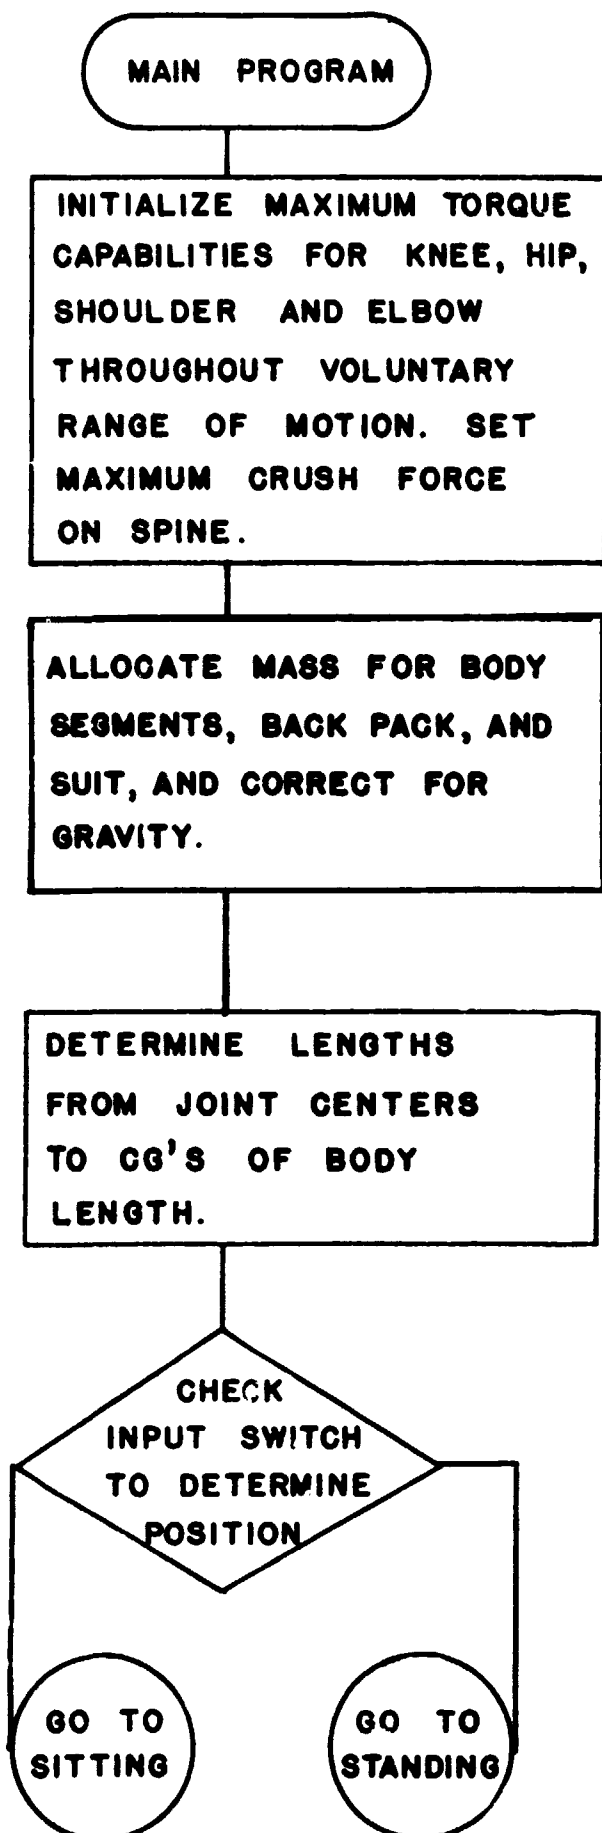 MAIN PROGRAM
INITIALIZE MAXIMUM TORQUE
CAPABILITIES FOR KNEE, HIP,
SHOULDER AND ELBOW
THROUGHOUT VOLUNTARY
RANGE OF MOTION. SET
MAXIMUM CRUSH FORCE
ON SPINE.
ALLOCATE MASS FOR BODY
SEGMENTS, BACK PACK, AND
SUIT, AND CORRECT FOR
GRAVITY.
DETERMINE LENGTHS
FROM JOINT CENTERS
TO CG'S OF BODY
LENGTH.
CHECK
INPUT SWITCH
TO DETERMINE
POSITION
GO TO
SITTING
GO TO
STANDING